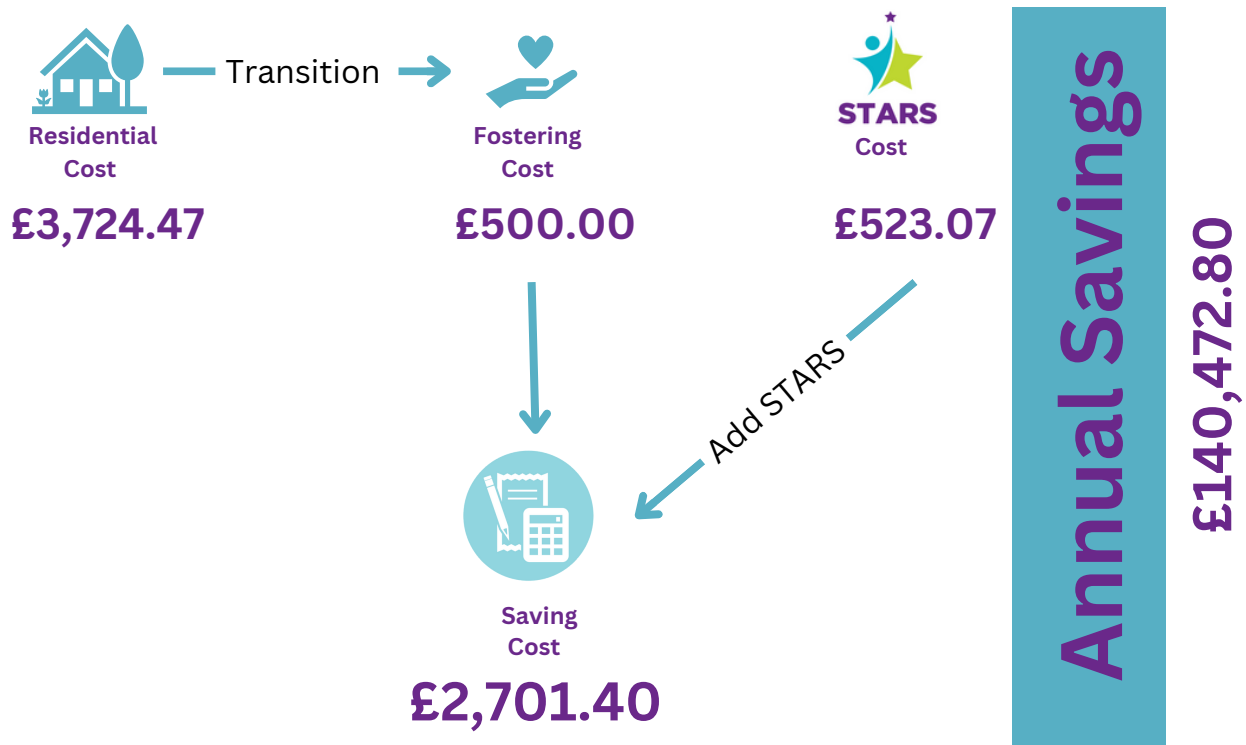 Transition
Residential
Cost
£3,724.47
Fostering
Cost
£500.00
STARS
Cost
£523.07
Add STARS
Saving
Cost
£2,701.40
Annual Savings
£140,472.80